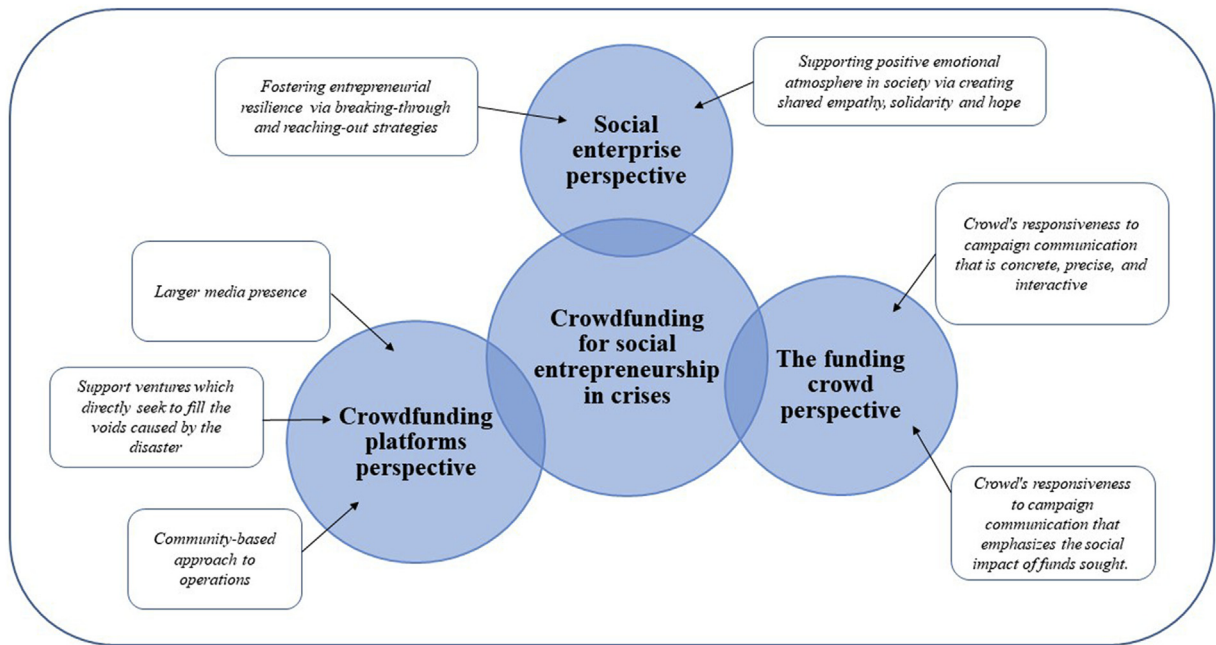 Fostering entrepreneurial
resilience via breaking-through
and reaching-out strategies
Supporting positive emotional
atmosphere in society via creating
shared empathy, solidarity and hope
Social
enterprise
perspective
Crowd's responsiveness to
campaign communication
that is concrete, precise, and
interactive
Larger media presence
Crowdfunding
for social
entrepreneurship
in crises
The funding
crowd
perspective
Support ventures which
directly seek to fill the
voids caused by the
disaster
Crowdfunding
platforms
perspective
Community-based
approach to
operations
Crowd's responsiveness
to campaign
communication that
emphasizes the social
impact of funds sought.